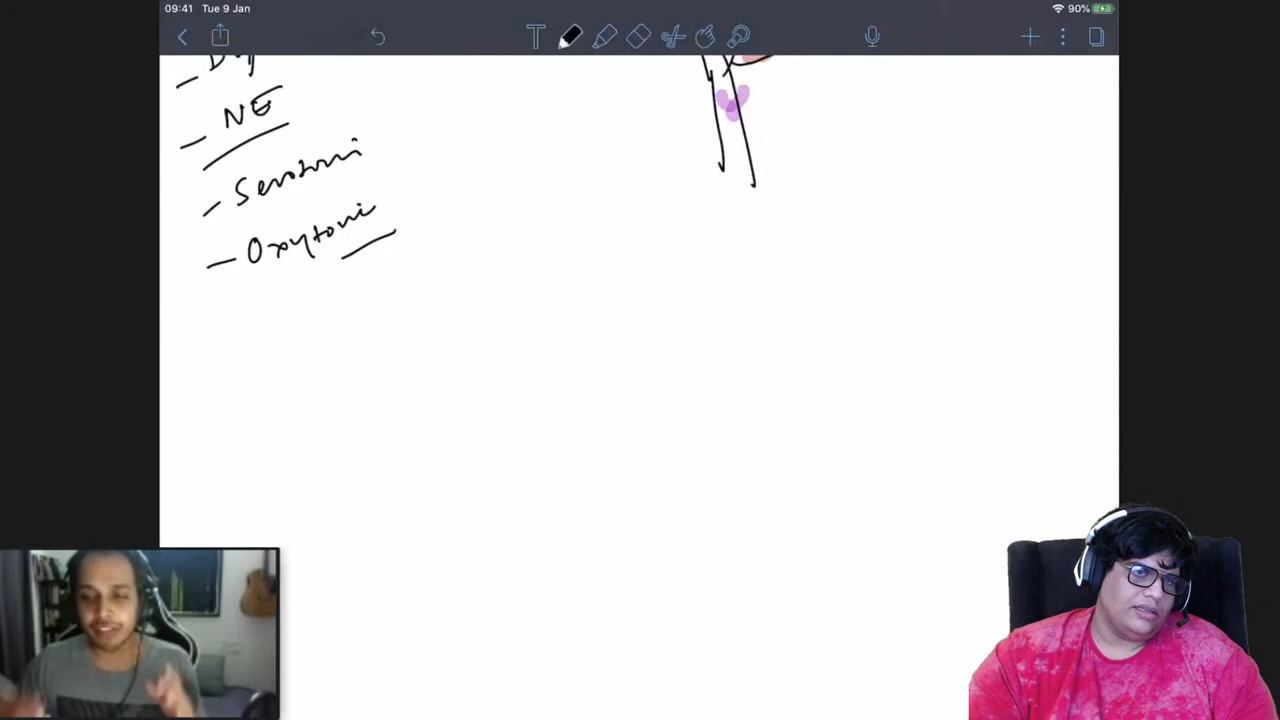 09:41 Tue 9 Jan 90%
T
- NE
- Serotoni
- Oxytoni